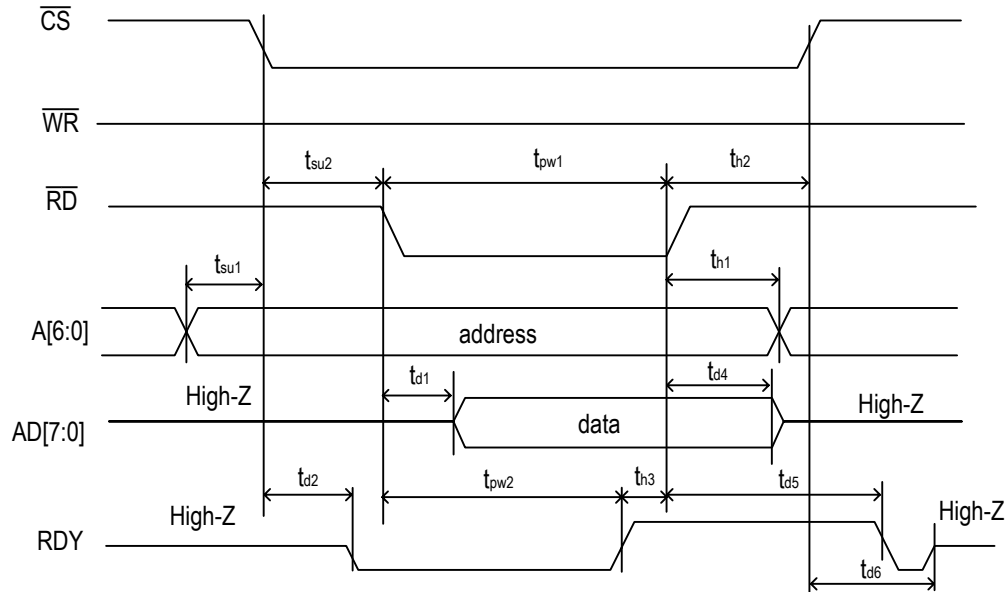 CS
WR
tsu2 tpw1 th2
RD
tsu1 th1
A[6:0] address
High-Z td1 td4 High-Z
AD[7:0] data
td2 tpw2 th3 td5
High-Z High-Z
RDY
td6